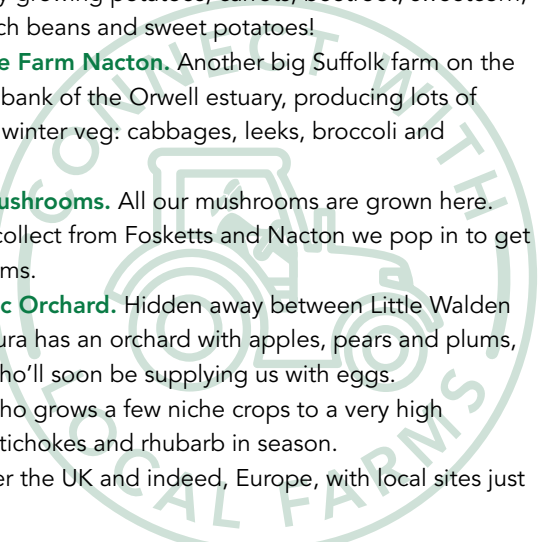 growing potatoes, carrots, beetroot, sweetcorn,
ch beans and sweet potatoes!
e Farm Nacton. Another big Suffolk farm on the
bank of the Orwell estuary, producing lots of
winter veg: cabbages, leeks, broccoli and
ushrooms. All our mushrooms are grown here.
collect from Fosketts and Nacton we pop in to get
ms.
c Orchard. Hidden away between Little Walden
ura has an orchard with apples, pears and plums,
ho'll soon be supplying us with eggs.
ho grows a few niche crops to a very high
tichokes and rhubarb in season.
er the UK and indeed, Europe, with local sites just
CONNECT WITH
LOCAL FARMS